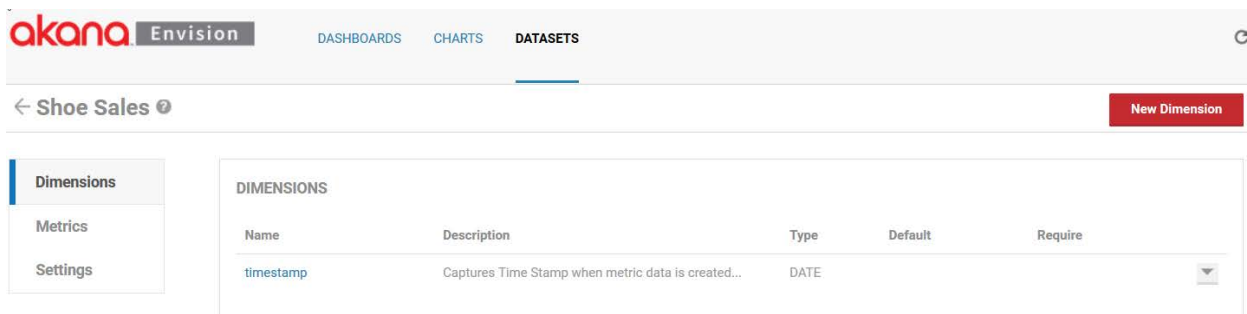 akana Envision DASHBOARDS CHARTS DATASETS
Shoe Sales New Dimension
Dimensions
Metrics
Settings
DIMENSIONS
Name Description Type Default Require
timestamp Captures Time Stamp when metric data is created... DATE